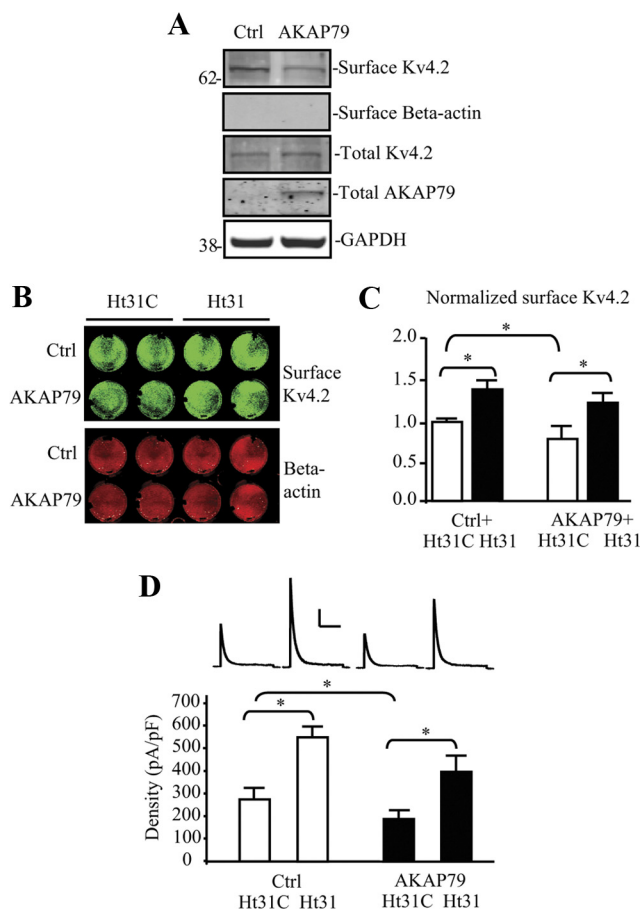 A
Ctrl AKAP79
62-
-Surface Kv4.2
-Surface Beta-actin
-Total Kv4.2
-Total AKAP79
38-
-GAPDH
B
Ht31C Ht31
Ctrl
AKAP79
Surface
Kv4.2
Ctrl
AKAP79
Beta-
actin
C
Normalized surface Kv4.2
2.0
1.5
1.0
0.5
0.0
*
*
*
Ctrl+
Ht31C Ht31
AKAP79+
Ht31C Ht31
D
Density (pA/pF)
700
600
500
400
300
200
100
0
*
*
*
Ctrl
Ht31C Ht31
AKAP79
Ht31C Ht31